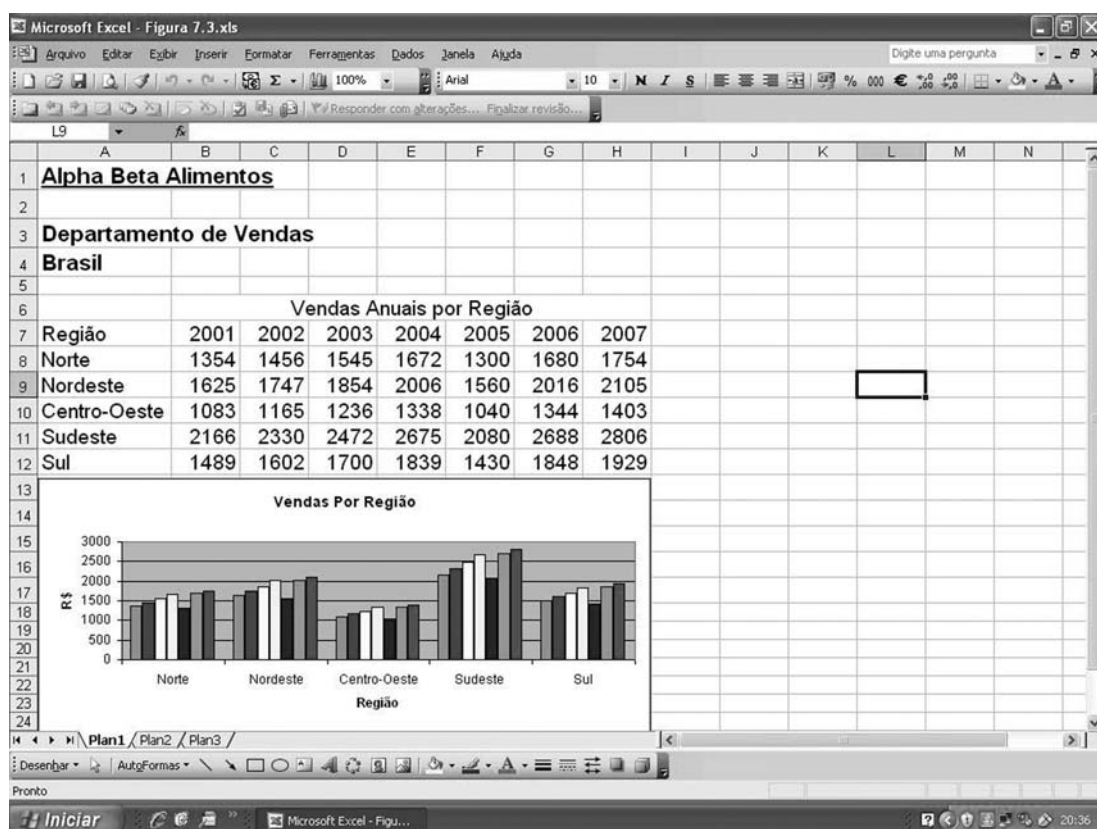 Microsoft Excel - Figura 7.3.xls
Arquivo Editar Exibir Inserir Formatar Ferramentas Dados Janela Ajuda Digite uma pergunta
100% Arial 10 N I S % 000 €
Responder com alterações... Finalizar revisão...
L9 fx
A B C D E F G H I J K L M N
1 Alpha Beta Alimentos
2
3 Departamento de Vendas
4 Brasil
5
6 Vendas Anuais por Região
7 Região 2001 2002 2003 2004 2005 2006 2007
8 Norte 1354 1456 1545 1672 1300 1680 1754
9 Nordeste 1625 1747 1854 2006 1560 2016 2105
10 Centro-Oeste 1083 1165 1236 1338 1040 1344 1403
11 Sudeste 2166 2330 2472 2675 2080 2688 2806
12 Sul 1489 1602 1700 1839 1430 1848 1929
13
14
15
16
17
18
19
20
21
22
23
24
Vendas Por Região
R$
3000
2500
2000
1500
1000
500
0
Norte Nordeste Centro-Oeste Sudeste Sul
Região
Plan1 Plan2 Plan3
Desenhar AutoFormas A
Pronto
Iniciar Microsoft Excel - Figu... 20:36